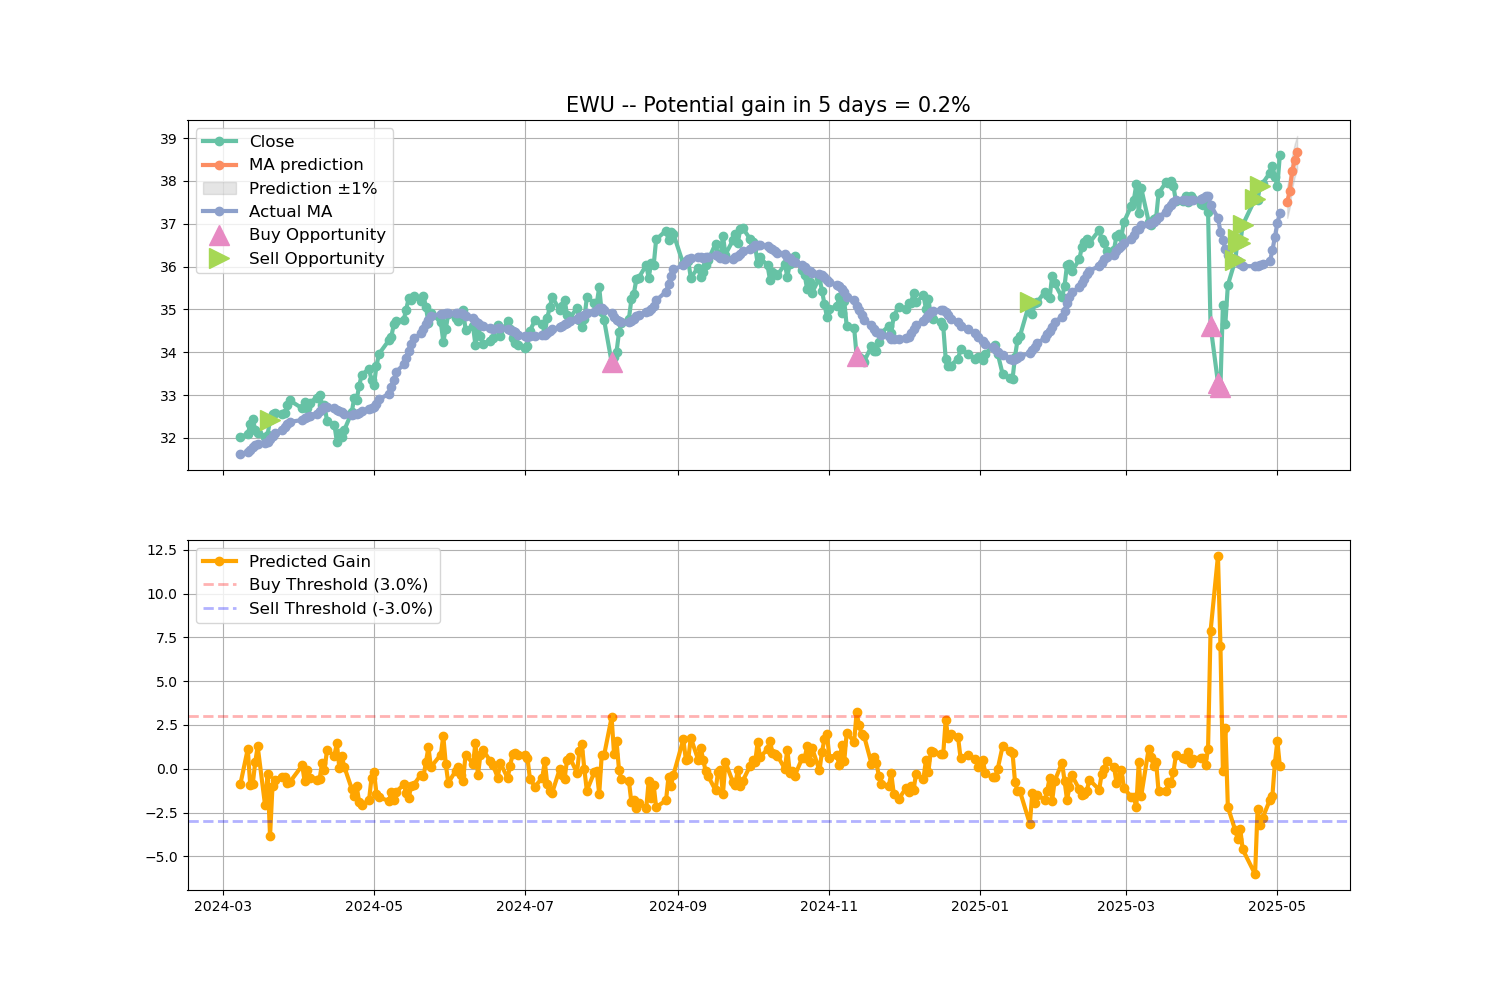 EWU -- Potential gain in 5 days = 0.2%
39
38
37
36
35
34
33
32
Close
MA prediction
Prediction ±1%
Actual MA
Buy Opportunity
Sell Opportunity
12.5
10.0
7.5
5.0
2.5
0.0
−2.5
−5.0
Predicted Gain
Buy Threshold (3.0%)
Sell Threshold (-3.0%)
2024-03
2024-05
2024-07
2024-09
2024-11
2025-01
2025-03
2025-05